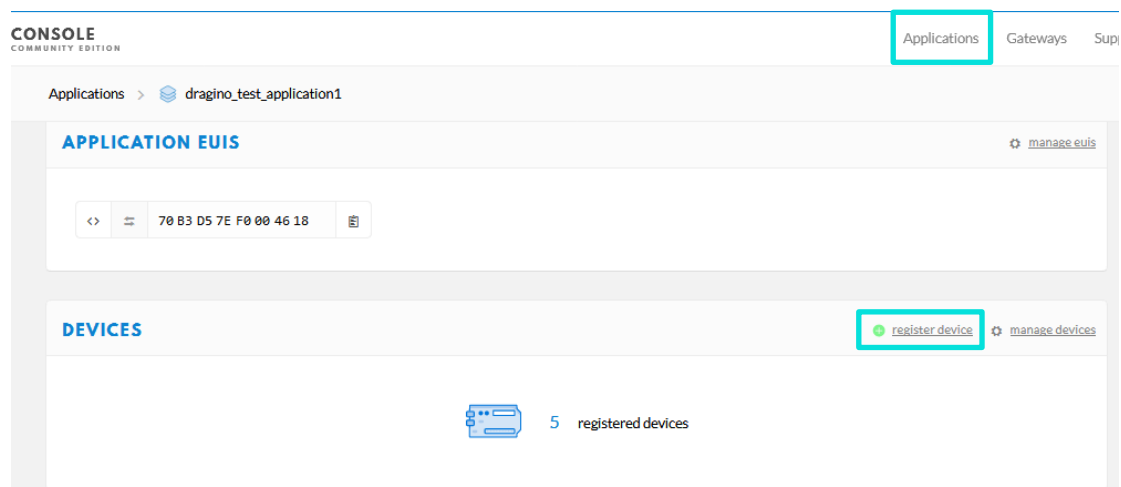 CONSOLE
COMMUNITY EDITION
Applications Gateways
Applications > dragino_test_application1
APPLICATION EUIS
manage euis
<> 70 B3 D5 7E F0 00 46 18
DEVICES
register device manage devices
5 registered devices